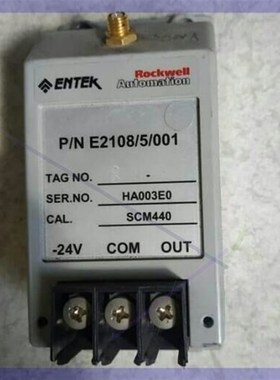 ENTEK
Rockwell
Automation
P/N E2108/5/001
TAG NO. -
SER.NO. HA003E0
CAL. SCM440
-24V COM OUT